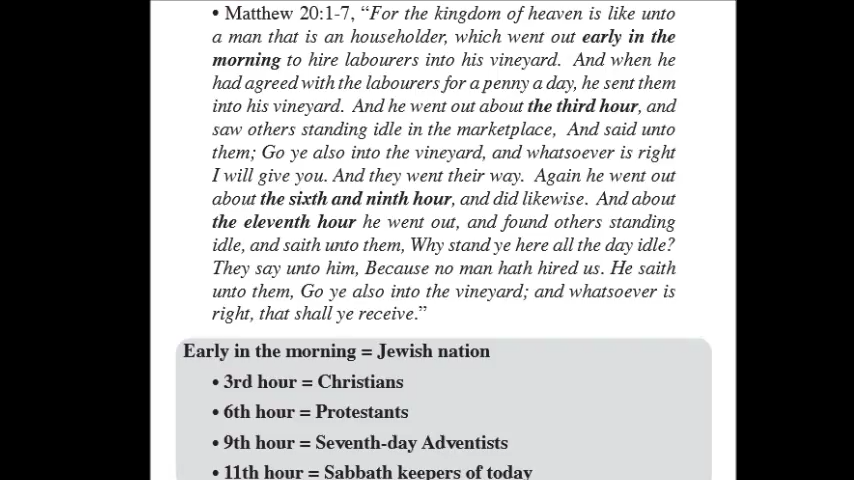 • Matthew 20:1-7, “For the kingdom of heaven is like unto
a man that is an householder, which went out early in the
morning to hire labourers into his vineyard. And when he
had agreed with the labourers for a penny a day, he sent them
into his vineyard. And he went out about the third hour, and
saw others standing idle in the marketplace, And said unto
them; Go ye also into the vineyard, and whatsoever is right
I will give you. And they went their way. Again he went out
about the sixth and ninth hour, and did likewise. And about
the eleventh hour he went out, and found others standing
idle, and saith unto them, Why stand ye here all the day idle?
They say unto him, Because no man hath hired us. He saith
unto them, Go ye also into the vineyard; and whatsoever is
right, that shall ye receive.”
Early in the morning = Jewish nation
• 3rd hour = Christians
• 6th hour = Protestants
• 9th hour = Seventh-day Adventists
• 11th hour = Sabbath keepers of today